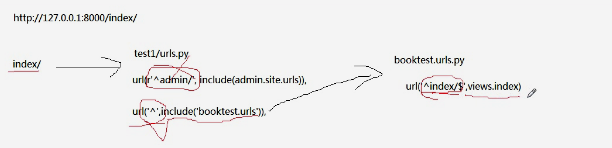 http://127.0.0.1:8000/index/
index/
test1/urls.py
url(r'^admin/', include(admin.site.urls)),
url('^',include('booktest.urls')),
booktest.urls.py
url('^index/$',views.index)